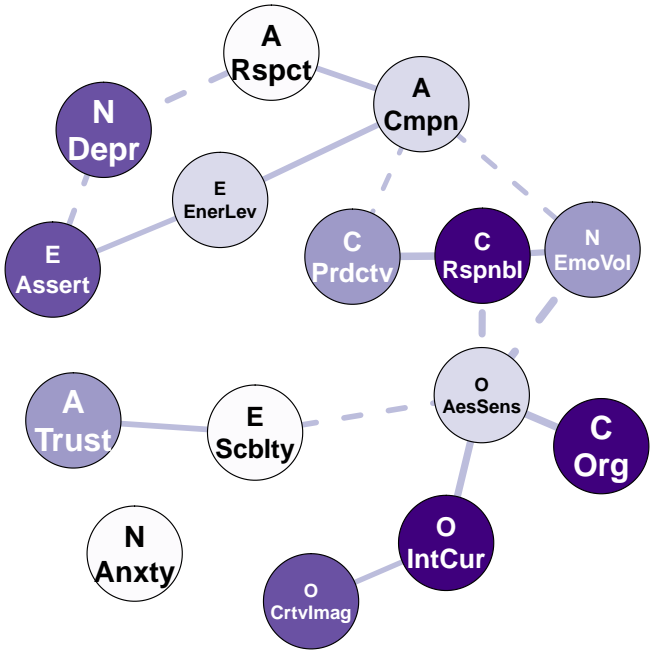 A
Rspct
A
Cmpn
N
Depr
E
EnerLev
E
Assert
C
Prdctv
C
Rspnbl
N
EmoVol
A
Trust
E
Scblty
O
AesSens
C
Org
N
Anxty
O
IntCur
O
CrtvImag